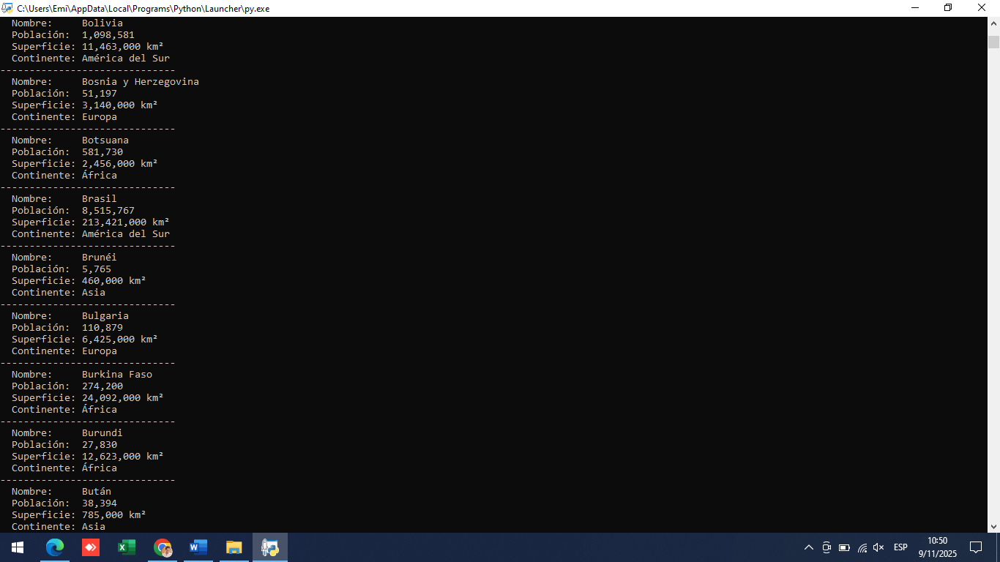 C:\Users\Emi\AppData\Local\Programs\Python\Launcher\py.exe
Nombre: Bolivia
Población: 1,098,581
Superficie: 11,463,000 km²
Continente: América del Sur
------------------------------
Nombre: Bosnia y Herzegovina
Población: 51,197
Superficie: 3,140,000 km²
Continente: Europa
------------------------------
Nombre: Botsuana
Población: 581,730
Superficie: 2,456,000 km²
Continente: África
------------------------------
Nombre: Brasil
Población: 8,515,767
Superficie: 213,421,000 km²
Continente: América del Sur
------------------------------
Nombre: Brunéi
Población: 5,765
Superficie: 460,000 km²
Continente: Asia
------------------------------
Nombre: Bulgaria
Población: 110,879
Superficie: 6,425,000 km²
Continente: Europa
------------------------------
Nombre: Burkina Faso
Población: 274,200
Superficie: 24,092,000 km²
Continente: África
------------------------------
Nombre: Burundi
Población: 27,830
Superficie: 12,623,000 km²
Continente: África
------------------------------
Nombre: Bután
Población: 38,394
Superficie: 785,000 km²
Continente: Asia
ESP
10:50
9/11/2025